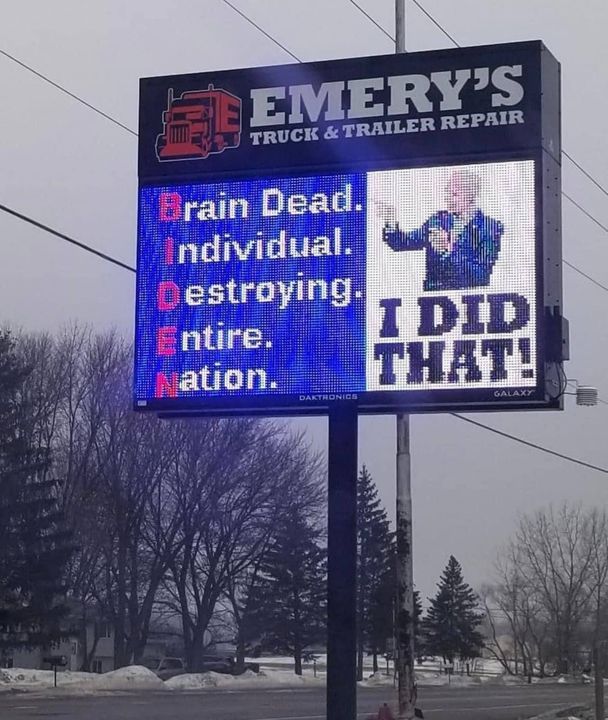 EMERY'S
TRUCK & TRAILER REPAIR
Brain Dead.
Individual.
Destroying.
Entire.
Nation.
I DID
THAT!
DAKTRONICS
GALAXY